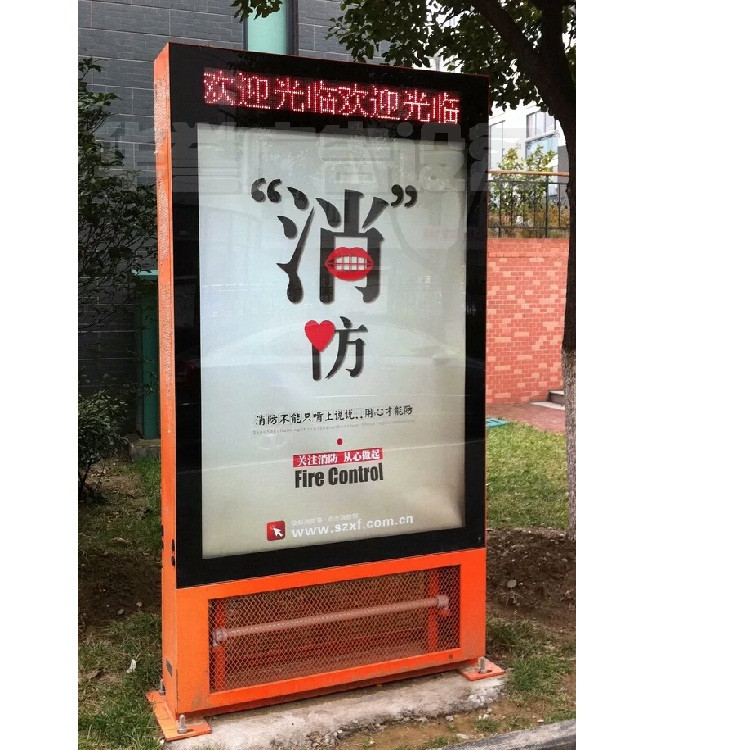 欢迎光临欢迎光临
“消”
防
消防不能只嘴上说说,,用心才能防
关注消防 从心做起
Fire Control
www.szxf.com.cn